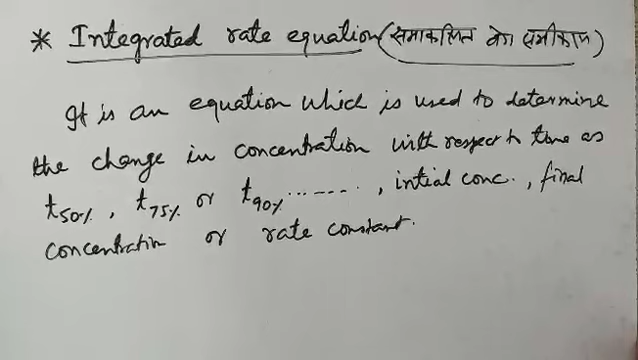 * Integrated rate equation (समाकलित वेग समीकरण)
It is an equation which is used to determine
the change in concentration with respect to time as
t50%, t75% or t90% .........., intial conc., final
concentration or rate constant.